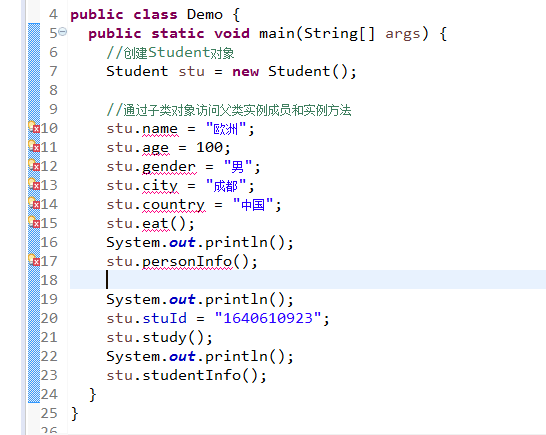 4 public class Demo {
5 public static void main(String[] args) {
6 //创建Student对象
7 Student stu = new Student();
8
9 //通过子类对象访问父类实例成员和实例方法
10 stu.name = "欧洲";
11 stu.age = 100;
12 stu.gender = "男";
13 stu.city = "成都";
14 stu.country = "中国";
15 stu.eat();
16 System.out.println();
17 stu.personInfo();
18
19 System.out.println();
20 stu.stuId = "1640610923";
21 stu.study();
22 System.out.println();
23 stu.studentInfo();
24 }
25 }
26